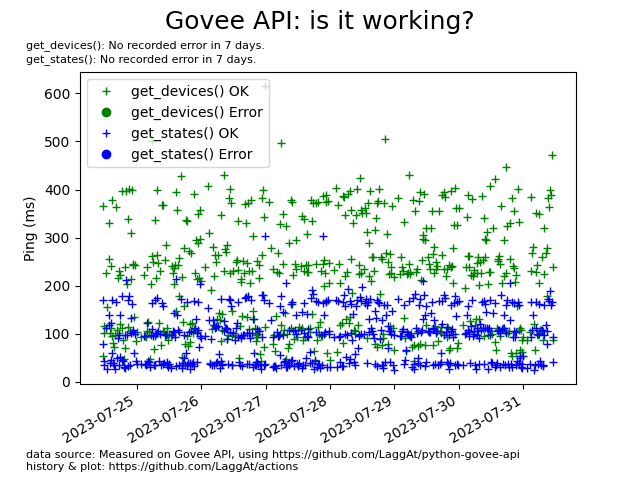 Govee API: is it working?
get_devices(): No recorded error in 7 days.
get_states(): No recorded error in 7 days.
get_devices() OK
get_devices() Error
get_states() OK
get_states() Error
Ping (ms)
600
500
400
300
200
100
0
2023-07-25
2023-07-26
2023-07-27
2023-07-28
2023-07-29
2023-07-30
2023-07-31
data source: Measured on Govee API, using https://github.com/LaggAt/python-govee-api
history & plot: https://github.com/LaggAt/actions